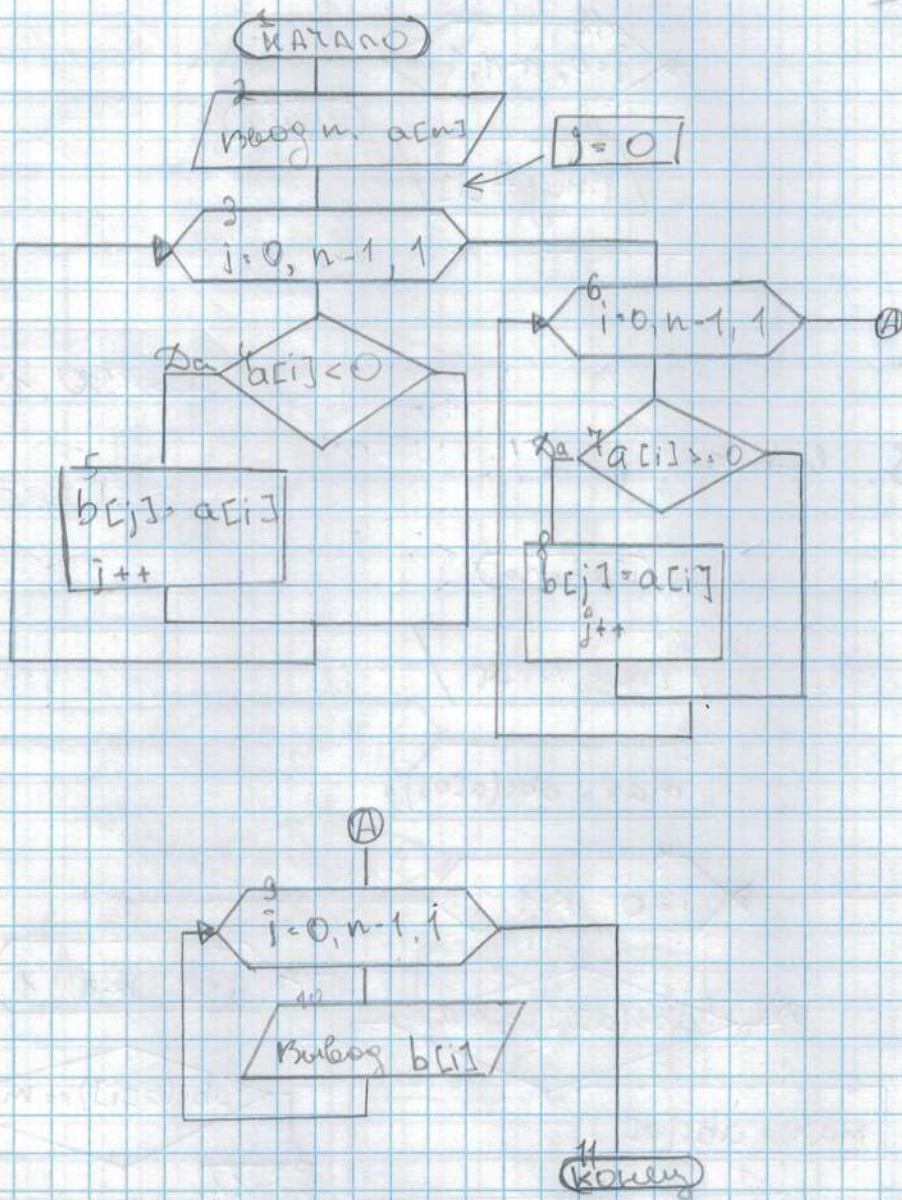 1
НАЧАЛО
2
Ввод n, a[n]
j = 0
3
i=0, n-1, 1
6
i=0, n-1, 1
А
Да 4 a[i] < 0
Да 7 a[i] >= 0
5
b[j] = a[i]
j++
8
b[j] = a[i]
j++
А
9
i=0, n-1, 1
10
Вывод b[i]
11
конец